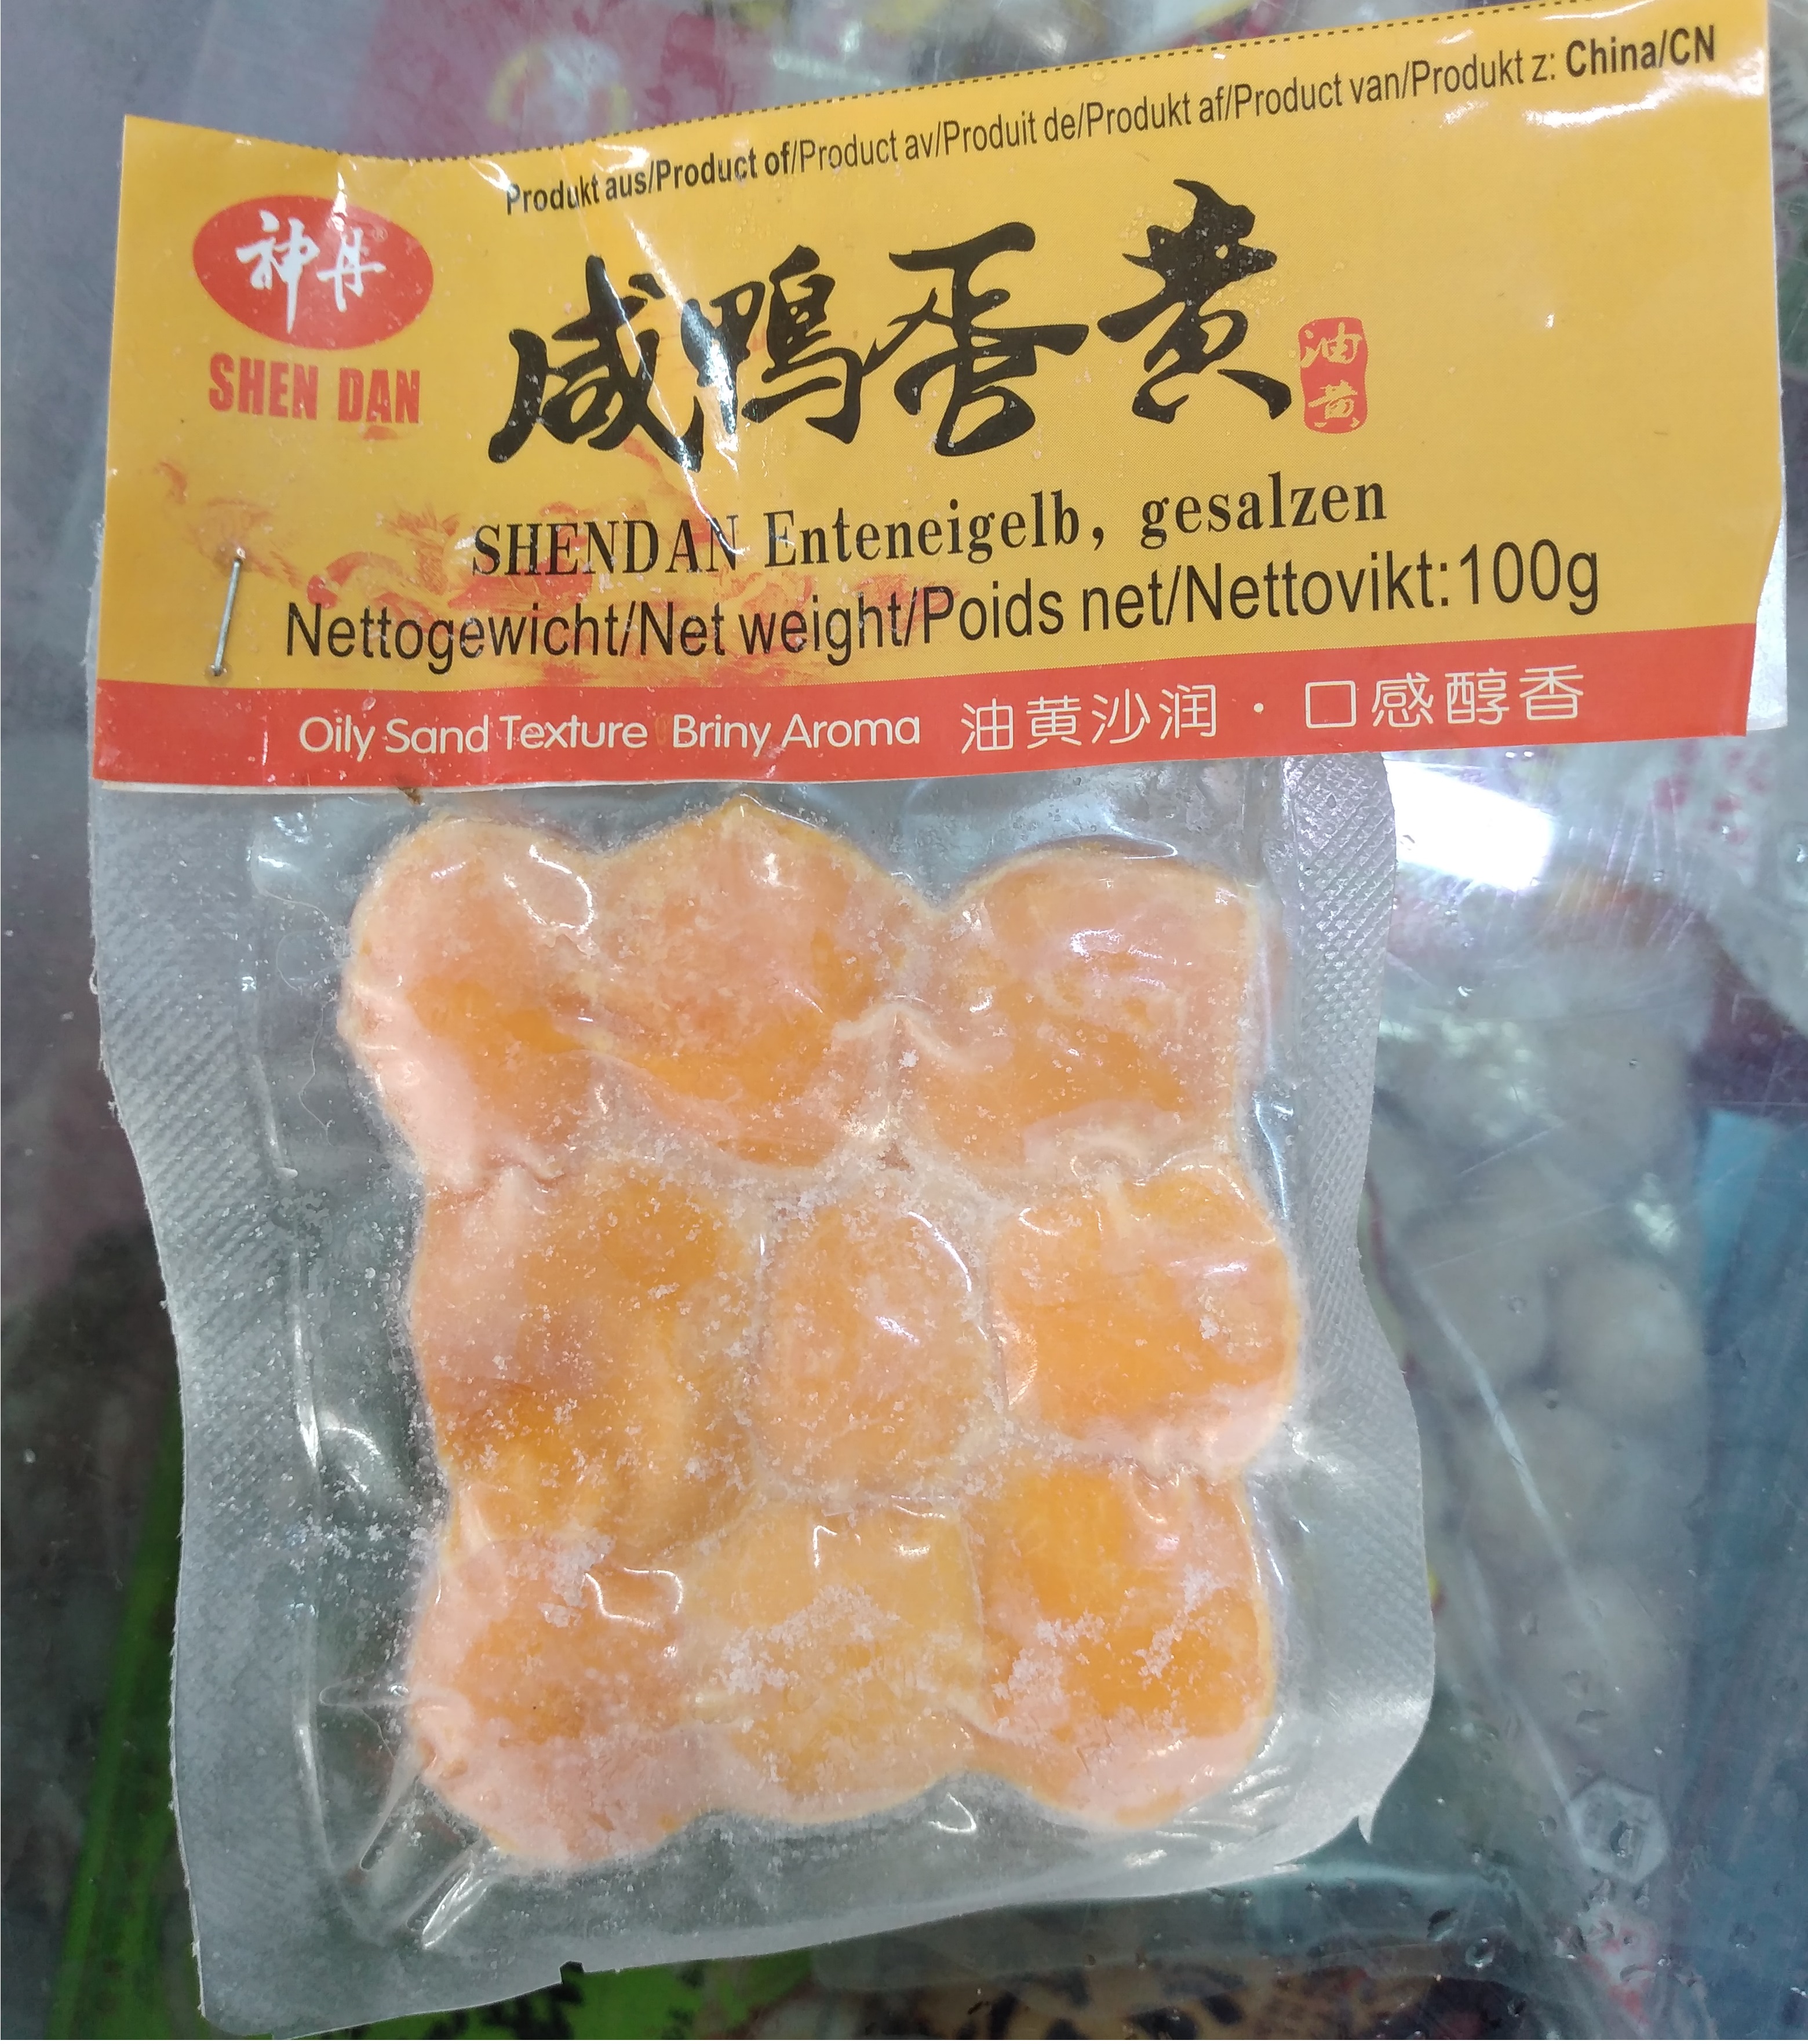 Produkt aus/Product of/Product av/Produit de/Produkt af/Product van/Produkt z: China/CN
神丹®
SHEN DAN
咸鸭蛋黄
油黄
SHENDAN Enteneigelb, gesalzen
Nettogewicht/Net weight/Poids net/Nettovikt:100g
Oily Sand Texture Briny Aroma 油黄沙润·口感醇香